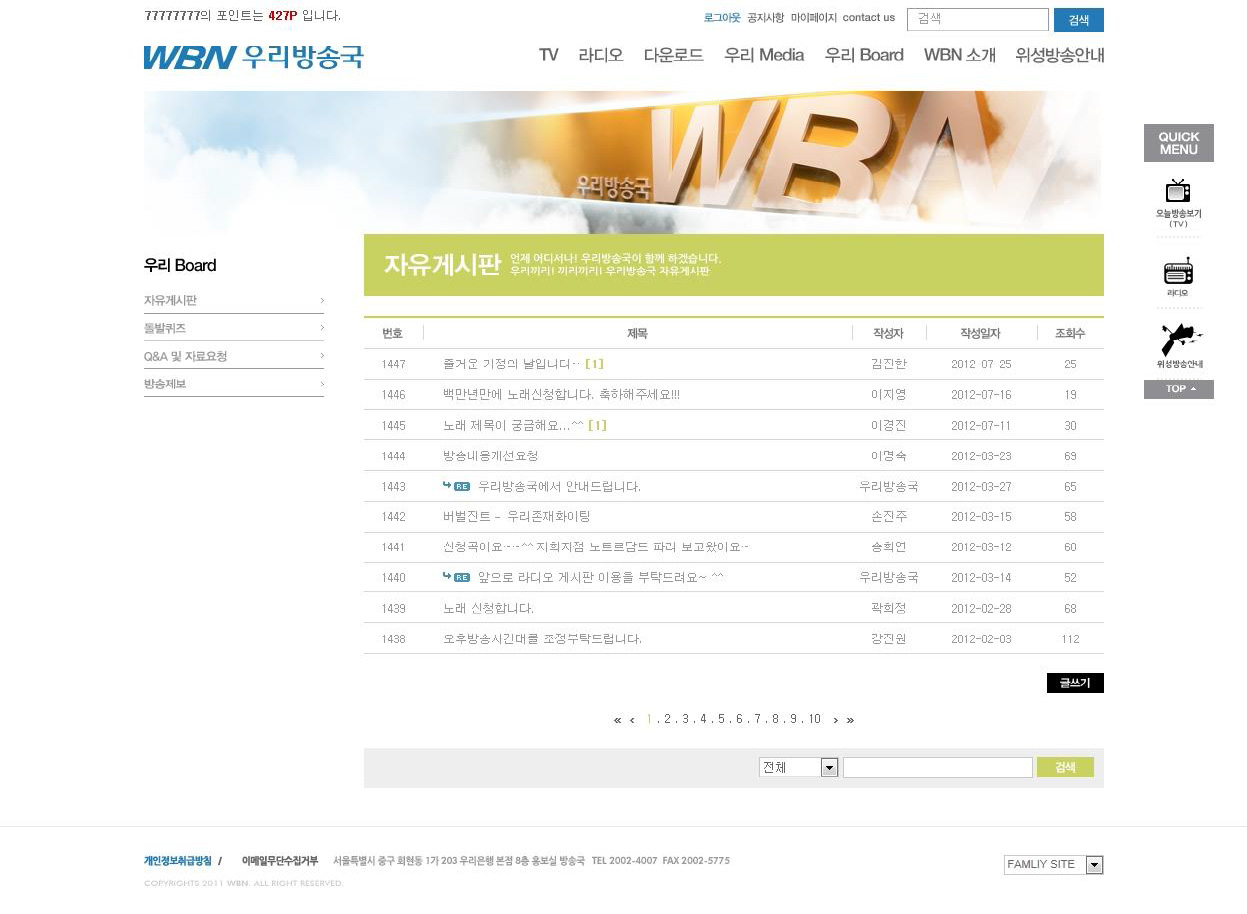 77777777의 포인트는 427P 입니다.
로그아웃 공지사항 마이페이지 contact us 검색 검색
WBN 우리방송국
TV 라디오 다운로드 우리 Media 우리 Board WBN 소개 위성방송안내
우리방송국 WBN
QUICK
MENU
오늘방송보기
(TV)
라디오
위성방송안내
TOP
우리 Board
자유게시판
돌발퀴즈
Q&A 및 자료요청
방송제보
자유게시판 언제 어디서나! 우리방송국이 함께 하겠습니다.
우리끼리! 끼리끼리! 우리방송국 자유게시판
번호 제목 작성자 작성일자 조회수
1447 즐거운 기정의 날입니다~~ [1] 김진한 2012-07-25 25
1446 백만년만에 노래신청합니다. 축하해주세요!!! 이지영 2012-07-16 19
1445 노래 제목이 궁금해요...^^ [1] 이경진 2012-07-11 30
1444 방송내용개선요청 이명숙 2012-03-23 69
1443 RE 우리방송국에서 안내드립니다. 우리방송국 2012-03-27 65
1442 버벌진트 - 우리존재화이팅 손진주 2012-03-15 58
1441 신청곡이요~~^^ 지희지점 노트르담드 파리 보고왔어요~ 송희연 2012-03-12 60
1440 RE 앞으로 라디오 게시판 이용을 부탁드려요~ ^^ 우리방송국 2012-03-14 52
1439 노래 신청합니다. 곽희정 2012-02-28 68
1438 오후방송시간대를 조정부탁드립니다. 강진원 2012-02-03 112
글쓰기
« ‹ 1 . 2 . 3 . 4 . 5 . 6 . 7 . 8 . 9 . 10 › »
전체 검색
개인정보취급방침 / 이메일무단수집거부 서울특별시 중구 회현동 1가 203 우리은행 본점 8층 홍보실 방송국 TEL 2002-4007 FAX 2002-5775
FAMLIY SITE
COPYRIGHTS 2011 WBN. ALL RIGHT RESERVED.